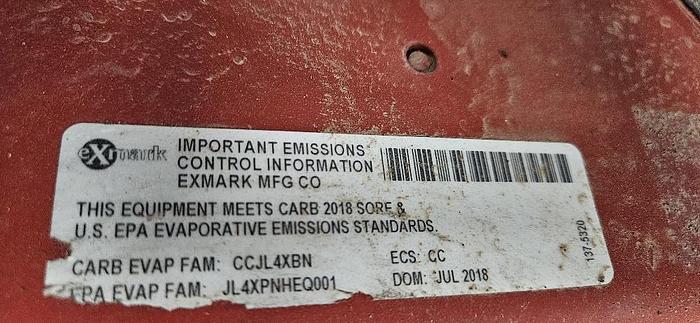 eXmark
IMPORTANT EMISSIONS
CONTROL INFORMATION
EXMARK MFG CO
THIS EQUIPMENT MEETS CARB 2018 SORE &
U.S. EPA EVAPORATIVE EMISSIONS STANDARDS.
CARB EVAP FAM: CCJL4XBN ECS: CC
EPA EVAP FAM: JL4XPNHEQ001 DOM: JUL 2018
137-5320